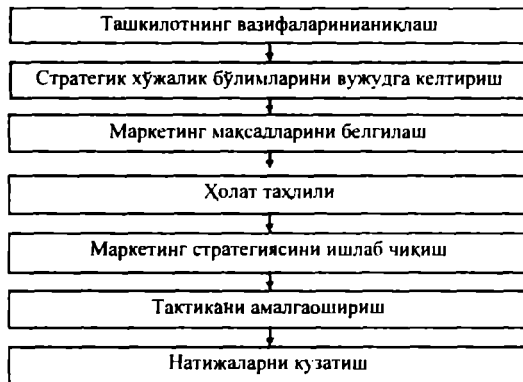 Ташкилотнинг вазифаларинианиқлаш
Стратегик хўжалик бўлимларини вужудга келтириш
Маркетинг мақсадларини белгилаш
Ҳолат таҳлили
Маркетинг стратегиясини ишлаб чиқиш
Тактикани амалгаошириш
Натижаларни кузатиш